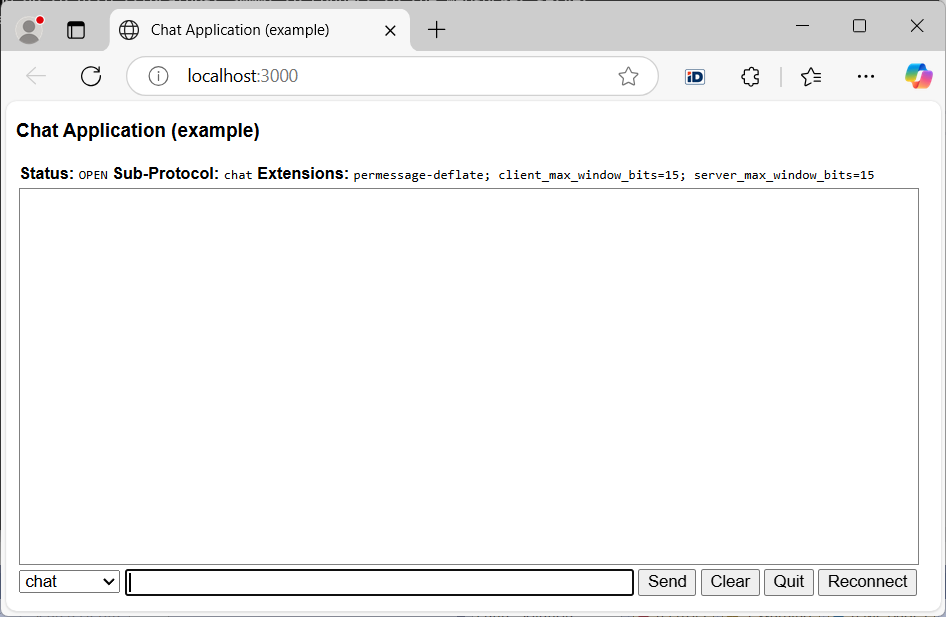 Chat Application (example)
localhost:3000
iD
Chat Application (example)
Status: OPEN Sub-Protocol: chat Extensions: permessage-deflate; client_max_window_bits=15; server_max_window_bits=15
chat Send Clear Quit Reconnect